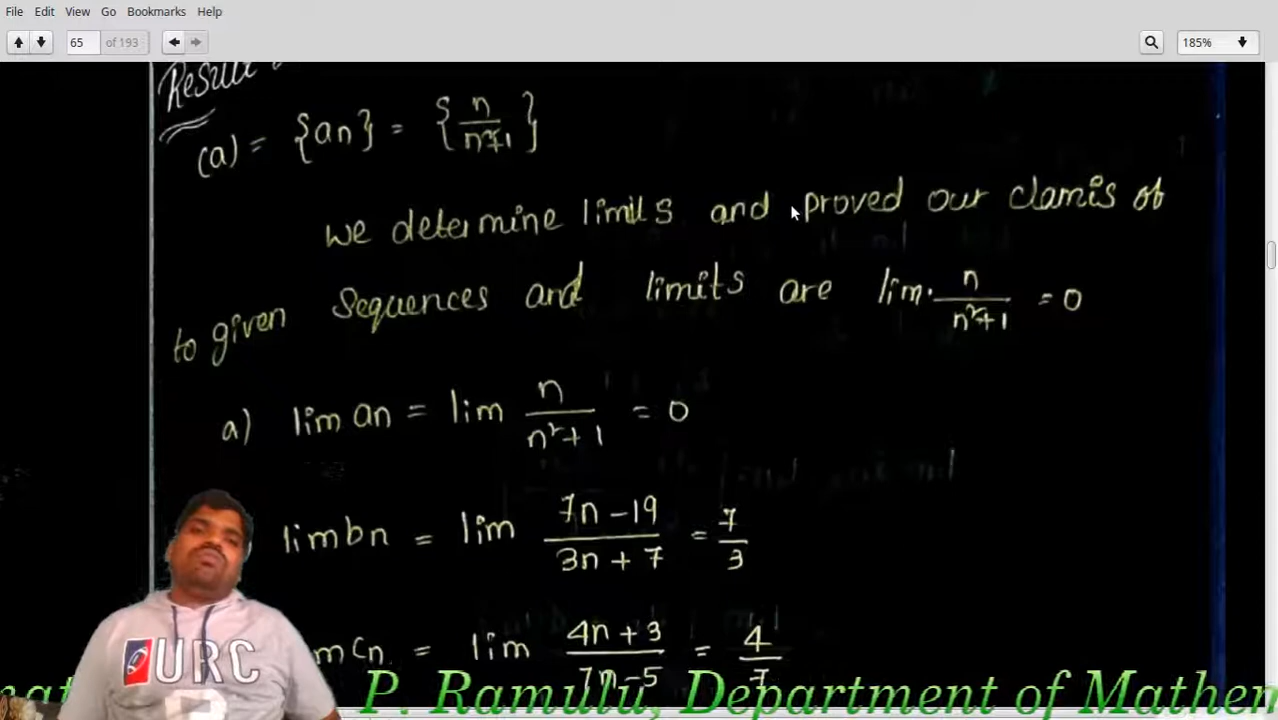 File Edit View Go Bookmarks Help
65 of 193 185%
Result
(a) = {an} = {n/n²+1}
we determine limits and proved our clamis of
to given sequences and limits are lim. n/n²+1 = 0
a) lim an = lim n/n²+1 = 0
lim bn = lim 7n-19/3n+7 = 7/3
m cn = lim 4n+3/7n-5 = 4/7
URC
P. Ramulu, Department of Mathem